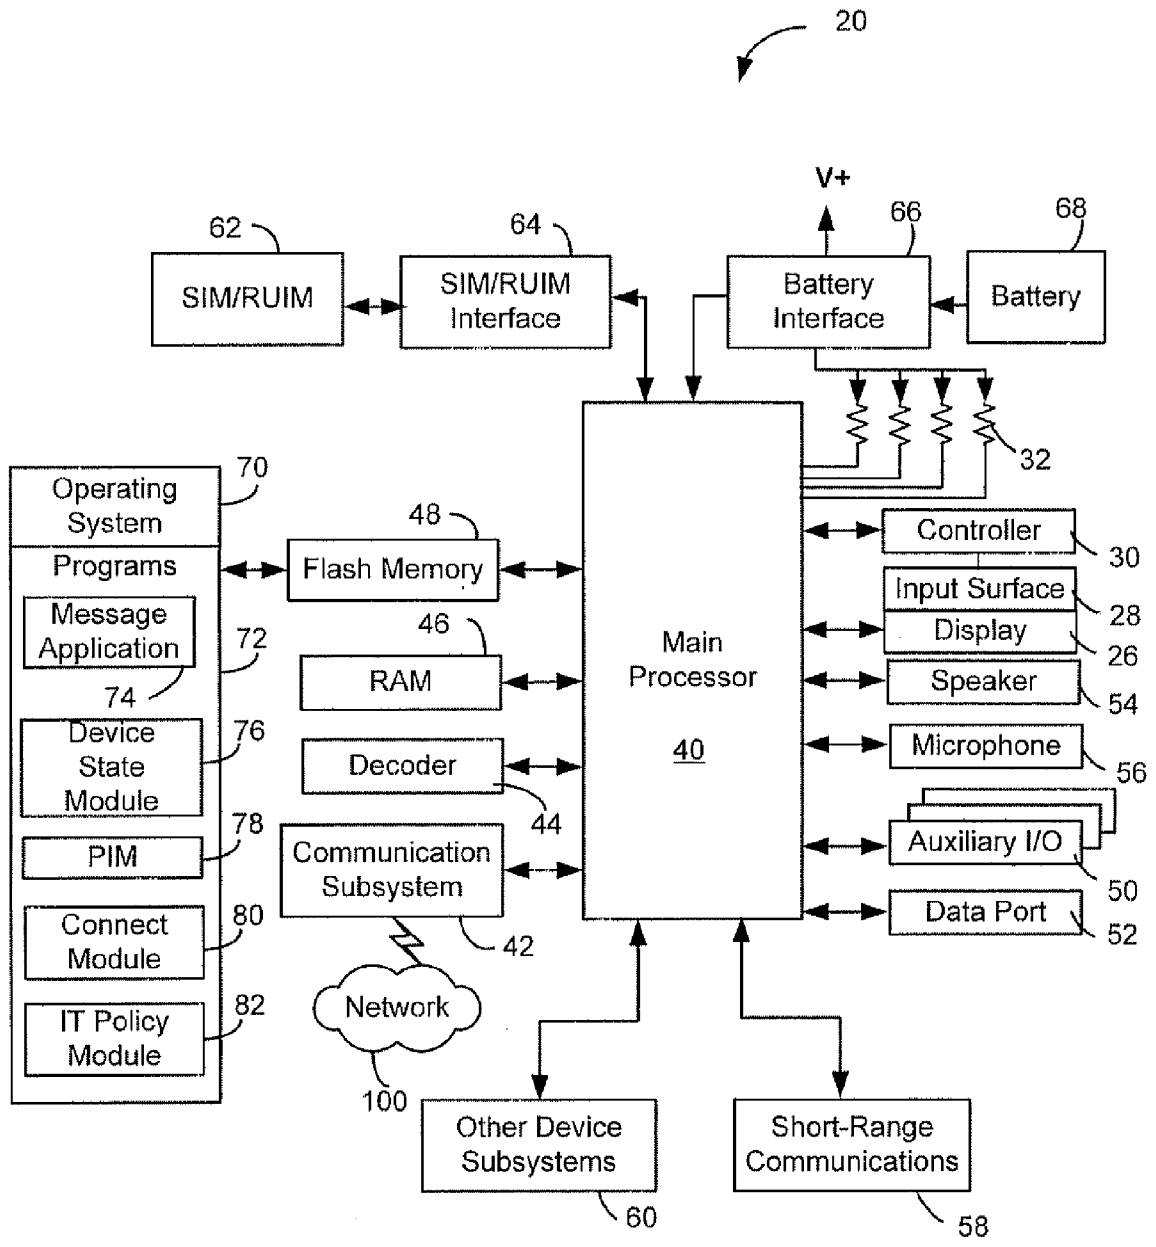 20
V+
62
64
66
68
SIM/RUIM
SIM/RUIM
Interface
Battery
Interface
Battery
32
70
Operating
System
Programs
Message
Application
74
72
Device
State
Module
76
PIM
78
Connect
Module
80
IT Policy
Module
82
48
Flash Memory
46
RAM
Decoder
44
Communication
Subsystem
42
Network
100
Main
Processor
40
Controller
30
Input Surface
28
Display
26
Speaker
54
Microphone
56
Auxiliary I/O
50
Data Port
52
Other Device
Subsystems
60
Short-Range
Communications
58